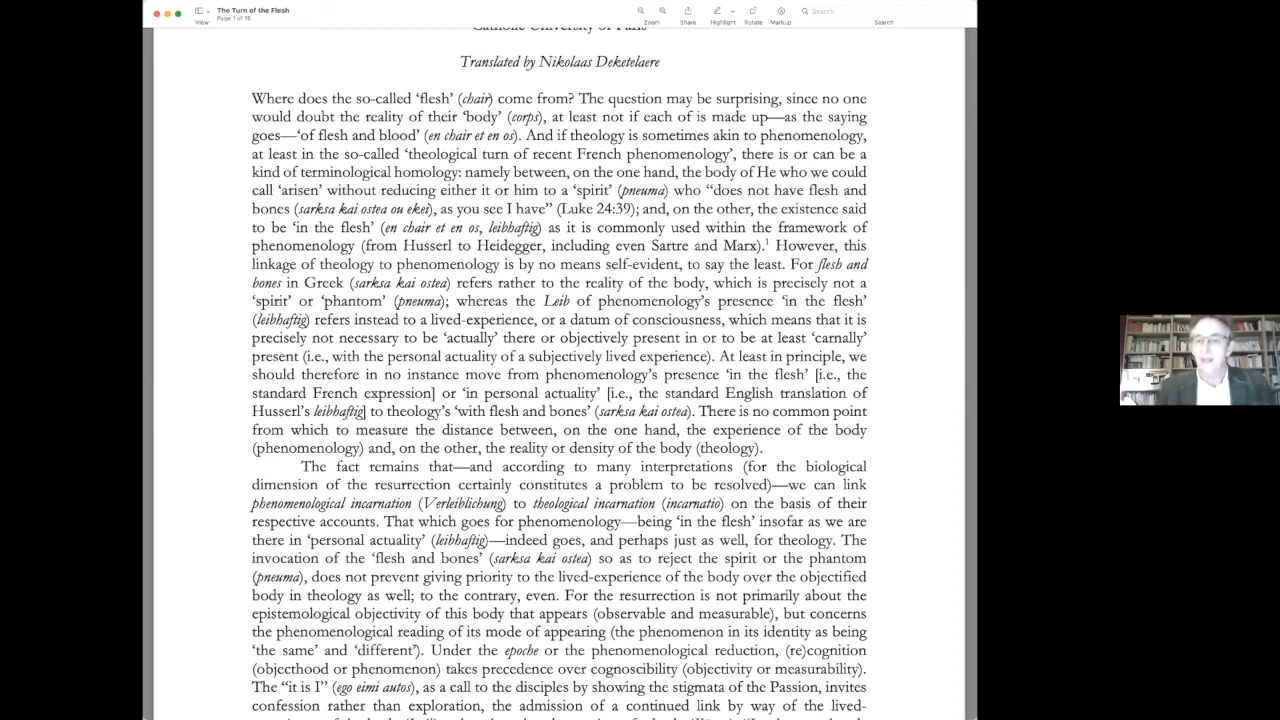 The Turn of the Flesh
Page 1 of 15
View
Zoom
Share
Highlight
Rotate
Markup
Search
Search
Catholic University of Paris
Translated by Nikolaas Deketelaere
Where does the so-called ‘flesh’ (chair) come from? The question may be surprising, since no one
would doubt the reality of their ‘body’ (corps), at least not if each of is made up—as the saying
goes—‘of flesh and blood’ (en chair et en os). And if theology is sometimes akin to phenomenology,
at least in the so-called ‘theological turn of recent French phenomenology’, there is or can be a
kind of terminological homology: namely between, on the one hand, the body of He who we could
call ‘arisen’ without reducing either it or him to a ‘spirit’ (pneuma) who “does not have flesh and
bones (sarksa kai ostea ou ekei), as you see I have” (Luke 24:39); and, on the other, the existence said
to be ‘in the flesh’ (en chair et en os, leibhaftig) as it is commonly used within the framework of
phenomenology (from Husserl to Heidegger, including even Sartre and Marx).¹ However, this
linkage of theology to phenomenology is by no means self-evident, to say the least. For flesh and
bones in Greek (sarksa kai ostea) refers rather to the reality of the body, which is precisely not a
‘spirit’ or ‘phantom’ (pneuma); whereas the Leib of phenomenology’s presence ‘in the flesh’
(leibhaftig) refers instead to a lived-experience, or a datum of consciousness, which means that it is
precisely not necessary to be ‘actually’ there or objectively present in or to be at least ‘carnally’
present (i.e., with the personal actuality of a subjectively lived experience). At least in principle, we
should therefore in no instance move from phenomenology’s presence ‘in the flesh’ [i.e., the
standard French expression] or ‘in personal actuality’ [i.e., the standard English translation of
Husserl’s leibhaftig] to theology’s ‘with flesh and bones’ (sarksa kai ostea). There is no common point
from which to measure the distance between, on the one hand, the experience of the body
(phenomenology) and, on the other, the reality or density of the body (theology).
The fact remains that—and according to many interpretations (for the biological
dimension of the resurrection certainly constitutes a problem to be resolved)—we can link
phenomenological incarnation (Verleiblichung) to theological incarnation (incarnatio) on the basis of their
respective accounts. That which goes for phenomenology—being ‘in the flesh’ insofar as we are
there in ‘personal actuality’ (leibhaftig)—indeed goes, and perhaps just as well, for theology. The
invocation of the ‘flesh and bones’ (sarksa kai ostea) so as to reject the spirit or the phantom
(pneuma), does not prevent giving priority to the lived-experience of the body over the objectified
body in theology as well; to the contrary, even. For the resurrection is not primarily about the
epistemological objectivity of this body that appears (observable and measurable), but concerns
the phenomenological reading of its mode of appearing (the phenomenon in its identity as being
‘the same’ and ‘different’). Under the epoche or the phenomenological reduction, (re)cognition
(objecthood or phenomenon) takes precedence over cognoscibility (objectivity or measurability).
The “it is I” (ego eimi autos), as a call to the disciples by showing the stigmata of the Passion, invites
confession rather than exploration, the admission of a continued link by way of the lived-